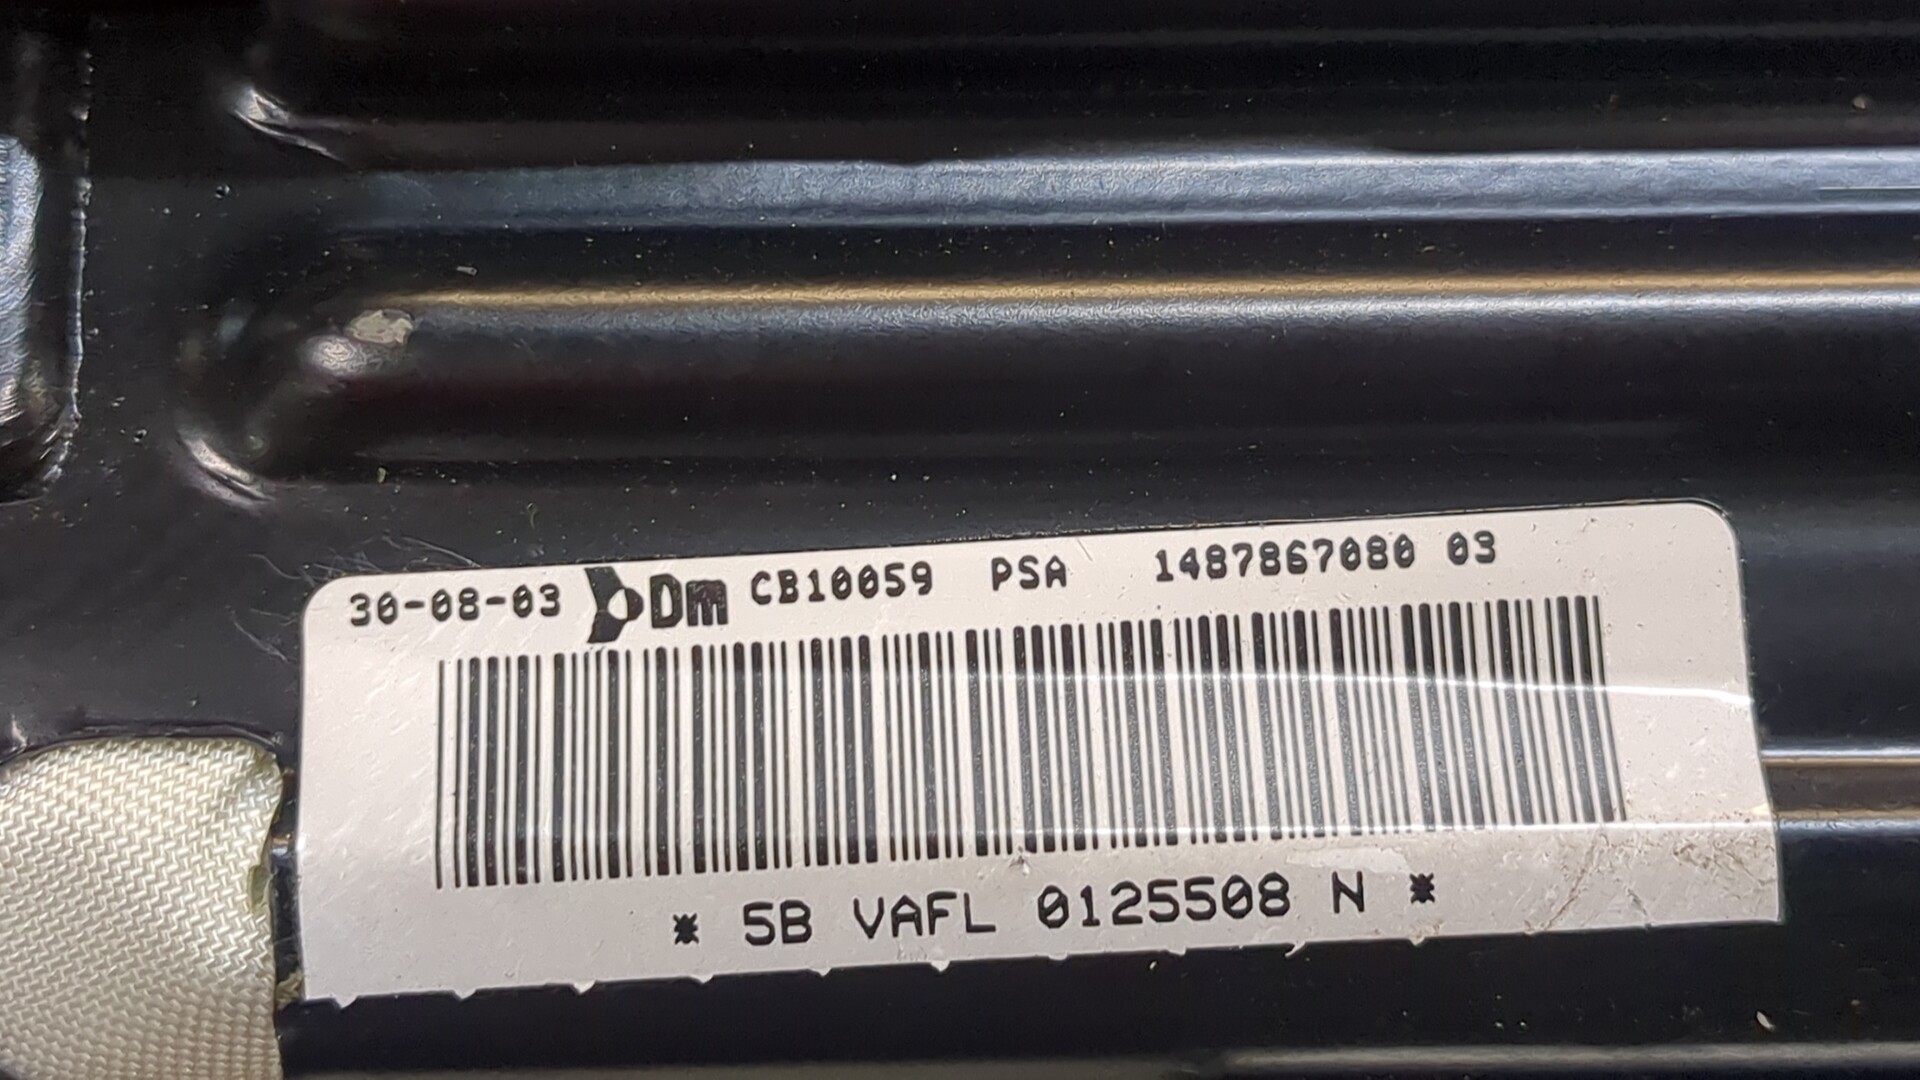 30-08-03 Dm CB10059 PSA 1487867080 03
* 5B VAFL 0125508 N *